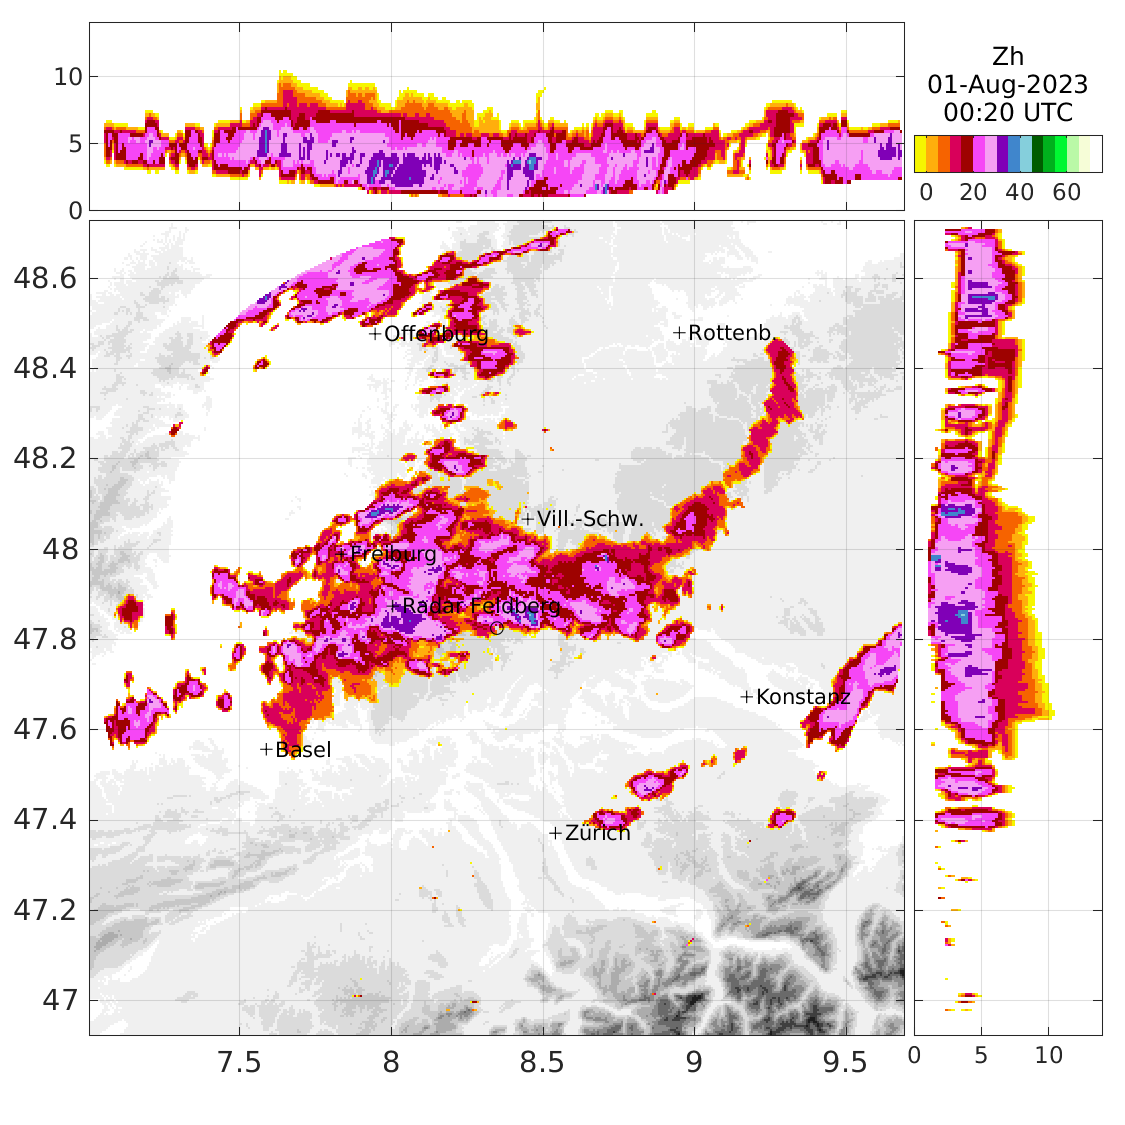 10
5
0
Zh
01-Aug-2023
00:20 UTC
0 20 40 60
48.6
48.4
48.2
48
47.8
47.6
47.4
47.2
47
+Offenburg
+Rottenb.
+Vill.-Schw.
+Freiburg
+Radar Feldberg
+Konstanz
+Basel
+Zürich
7.5 8 8.5 9 9.5
0 5 10